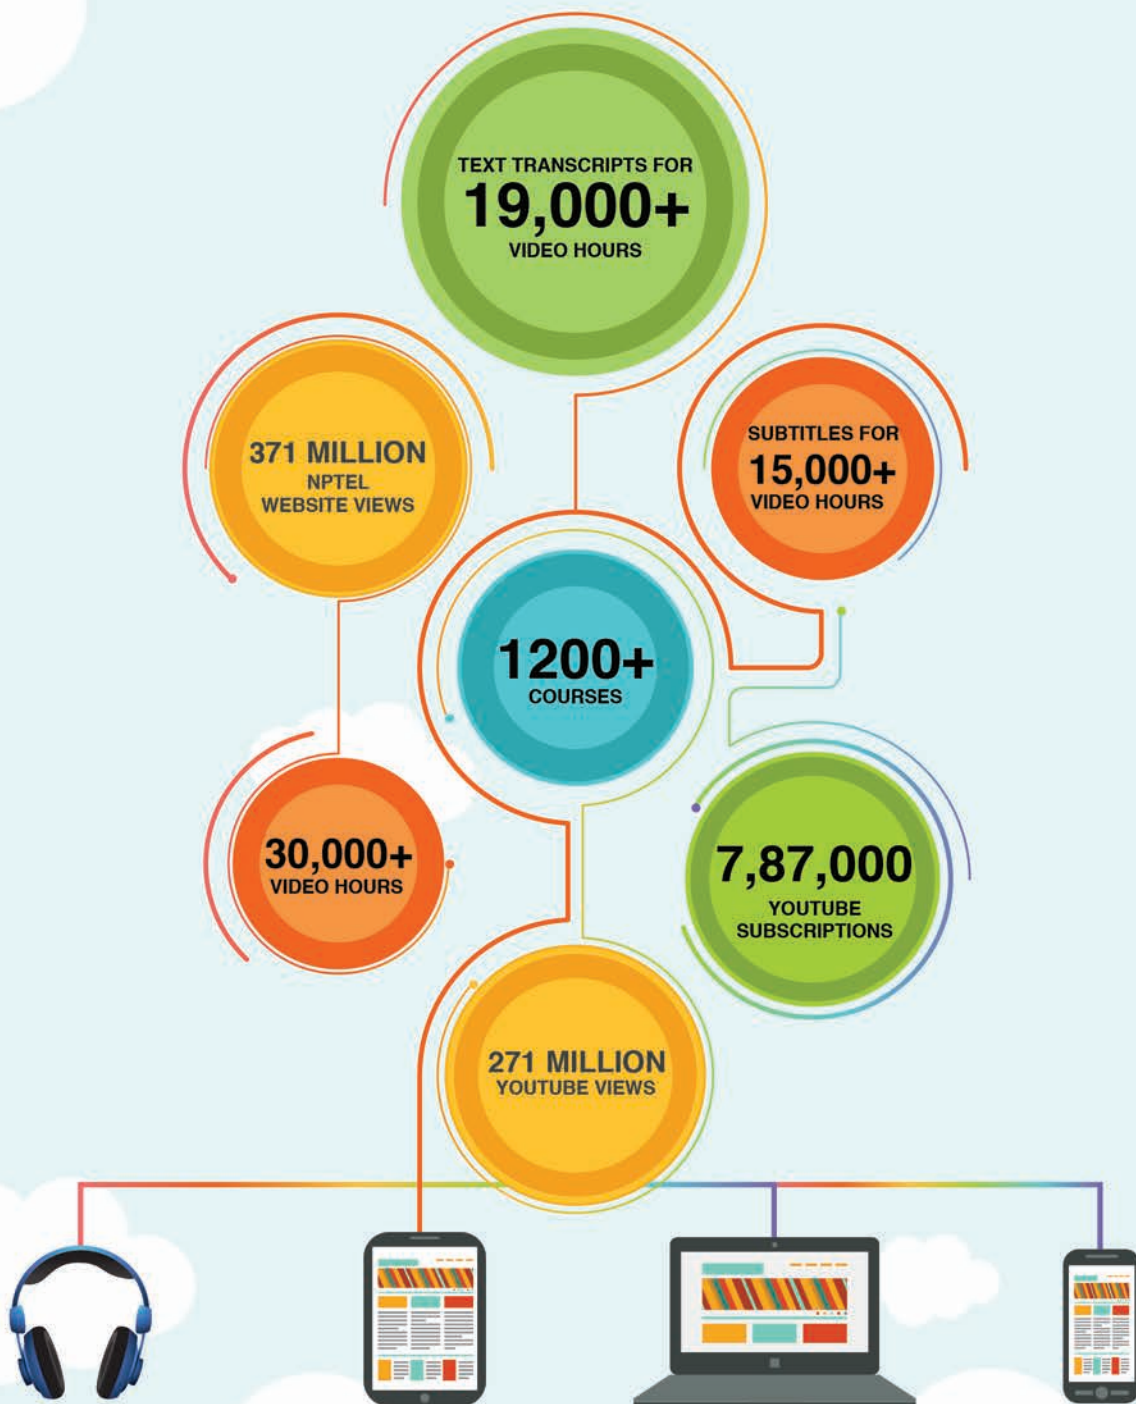 TEXT TRANSCRIPTS FOR
19,000+
VIDEO HOURS
371 MILLION
NPTEL
WEBSITE VIEWS
SUBTITLES FOR
15,000+
VIDEO HOURS
1200+
COURSES
30,000+
VIDEO HOURS
7,87,000
YOUTUBE
SUBSCRIPTIONS
271 MILLION
YOUTUBE VIEWS